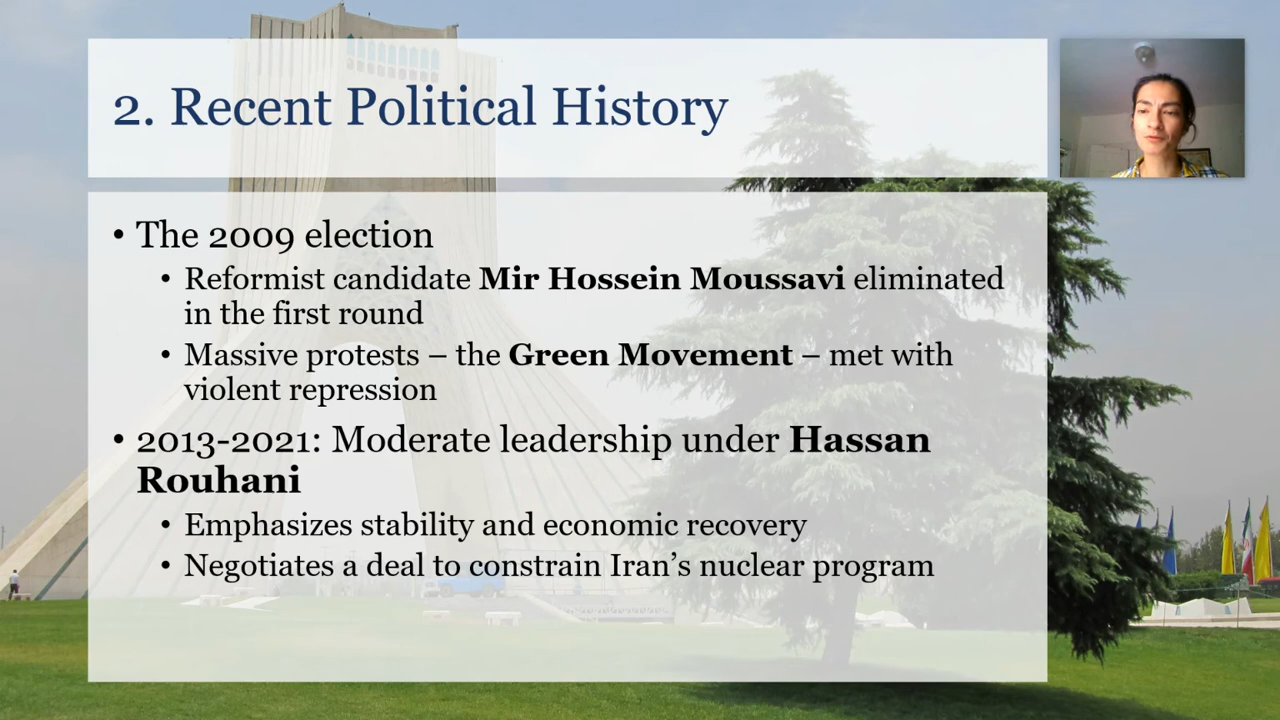 2. Recent Political History
• The 2009 election
• Reformist candidate Mir Hossein Moussavi eliminated
in the first round
• Massive protests – the Green Movement – met with
violent repression
• 2013-2021: Moderate leadership under Hassan
Rouhani
• Emphasizes stability and economic recovery
• Negotiates a deal to constrain Iran’s nuclear program